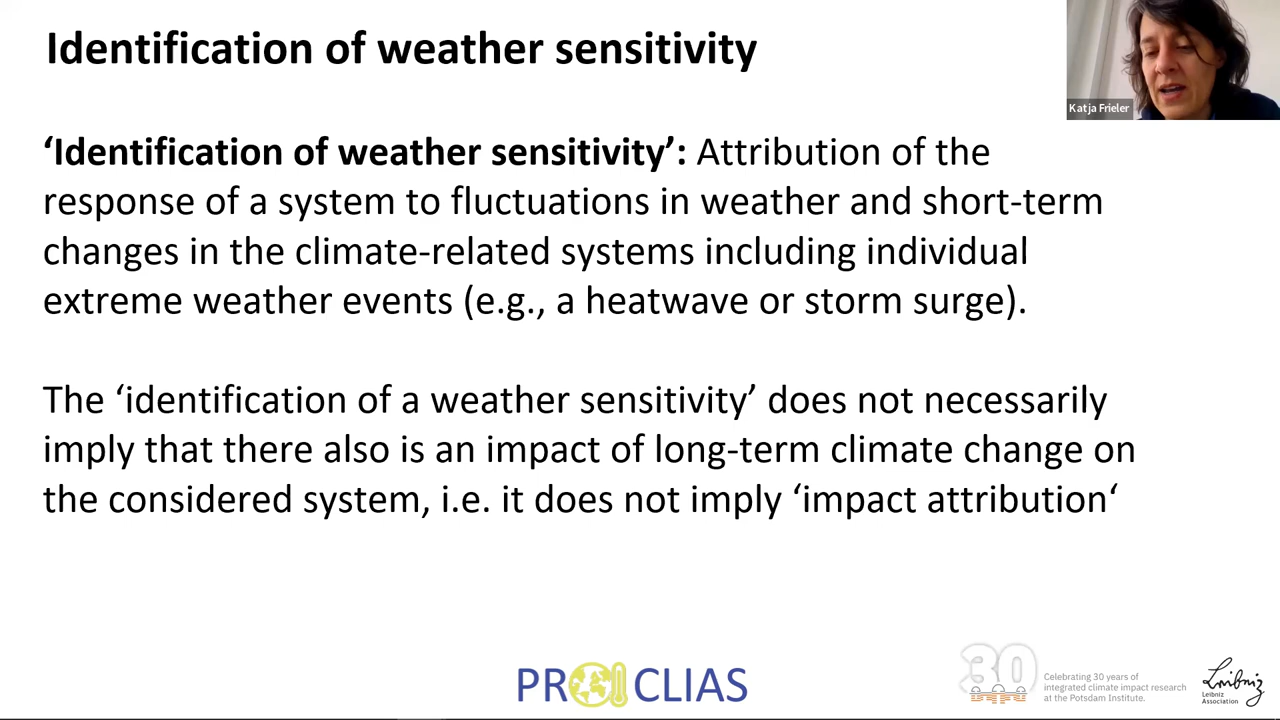 Identification of weather sensitivity
Katja Frieler
‘Identification of weather sensitivity’: Attribution of the
response of a system to fluctuations in weather and short-term
changes in the climate-related systems including individual
extreme weather events (e.g., a heatwave or storm surge).
The ‘identification of a weather sensitivity’ does not necessarily
imply that there also is an impact of long-term climate change on
the considered system, i.e. it does not imply ‘impact attribution‘
PROCLIAS
30
Celebrating 30 years of
integrated climate impact research
at the Potsdam Institute.
Leibniz
Leibniz
Association